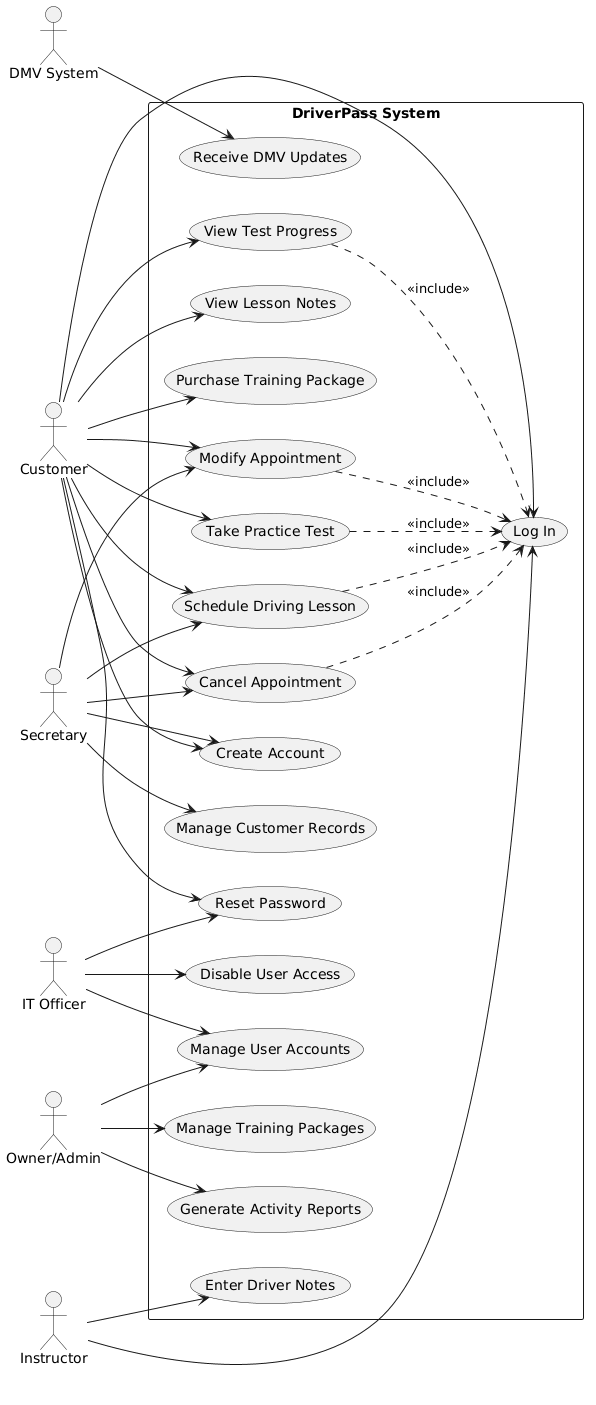 DMV System
DriverPass System
Receive DMV Updates
View Test Progress
«include»
View Lesson Notes
Purchase Training Package
Customer
Modify Appointment
«include»
Take Practice Test
«include»
Log In
«include»
Schedule Driving Lesson
«include»
Cancel Appointment
Secretary
Create Account
Manage Customer Records
Reset Password
IT Officer
Disable User Access
Manage User Accounts
Owner/Admin
Manage Training Packages
Generate Activity Reports
Enter Driver Notes
Instructor